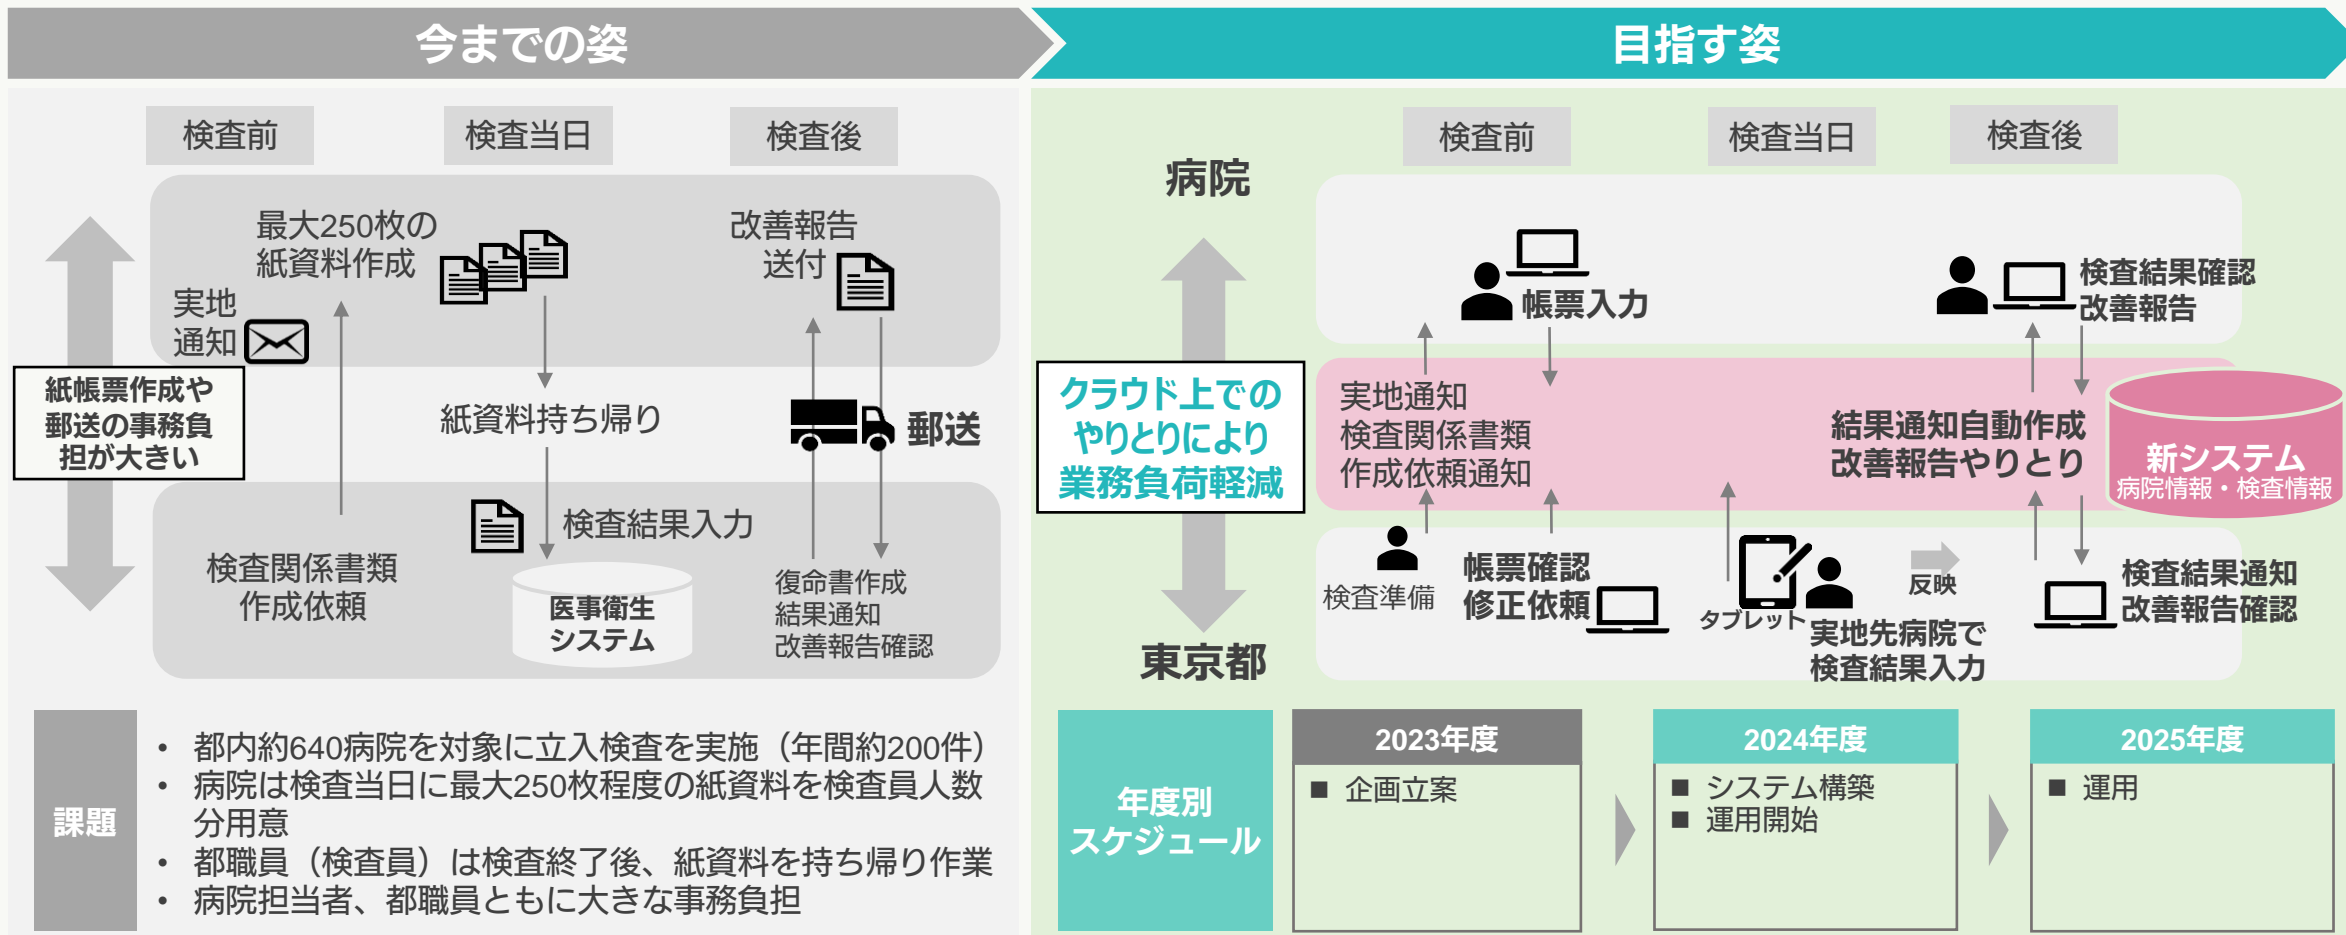 今までの姿
検査前
検査当日
検査後
最大250枚の
紙資料作成
実地
通知
改善報告
送付
紙帳票作成や
郵送の事務負
担が大きい
紙資料持ち帰り
郵送
検査関係書類
作成依頼
検査結果入力
医事衛生
システム
復命書作成
結果通知
改善報告確認
課題
• 都内約640病院を対象に立入検査を実施（年間約200件）
• 病院は検査当日に最大250枚程度の紙資料を検査員人数
分用意
• 都職員（検査員）は検査終了後、紙資料を持ち帰り作業
• 病院担当者、都職員ともに大きな事務負担
目指す姿
検査前
検査当日
検査後
病院
帳票入力
検査結果確認
改善報告
クラウド上での
やりとりにより
業務負荷軽減
実地通知
検査関係書類
作成依頼通知
結果通知自動作成
改善報告やりとり
新システム
病院情報・検査情報
東京都
検査準備
帳票確認
修正依頼
タブレット
実地先病院で
検査結果入力
反映
検査結果通知
改善報告確認
年度別
スケジュール
2023年度
■ 企画立案
2024年度
■ システム構築
■ 運用開始
2025年度
■ 運用